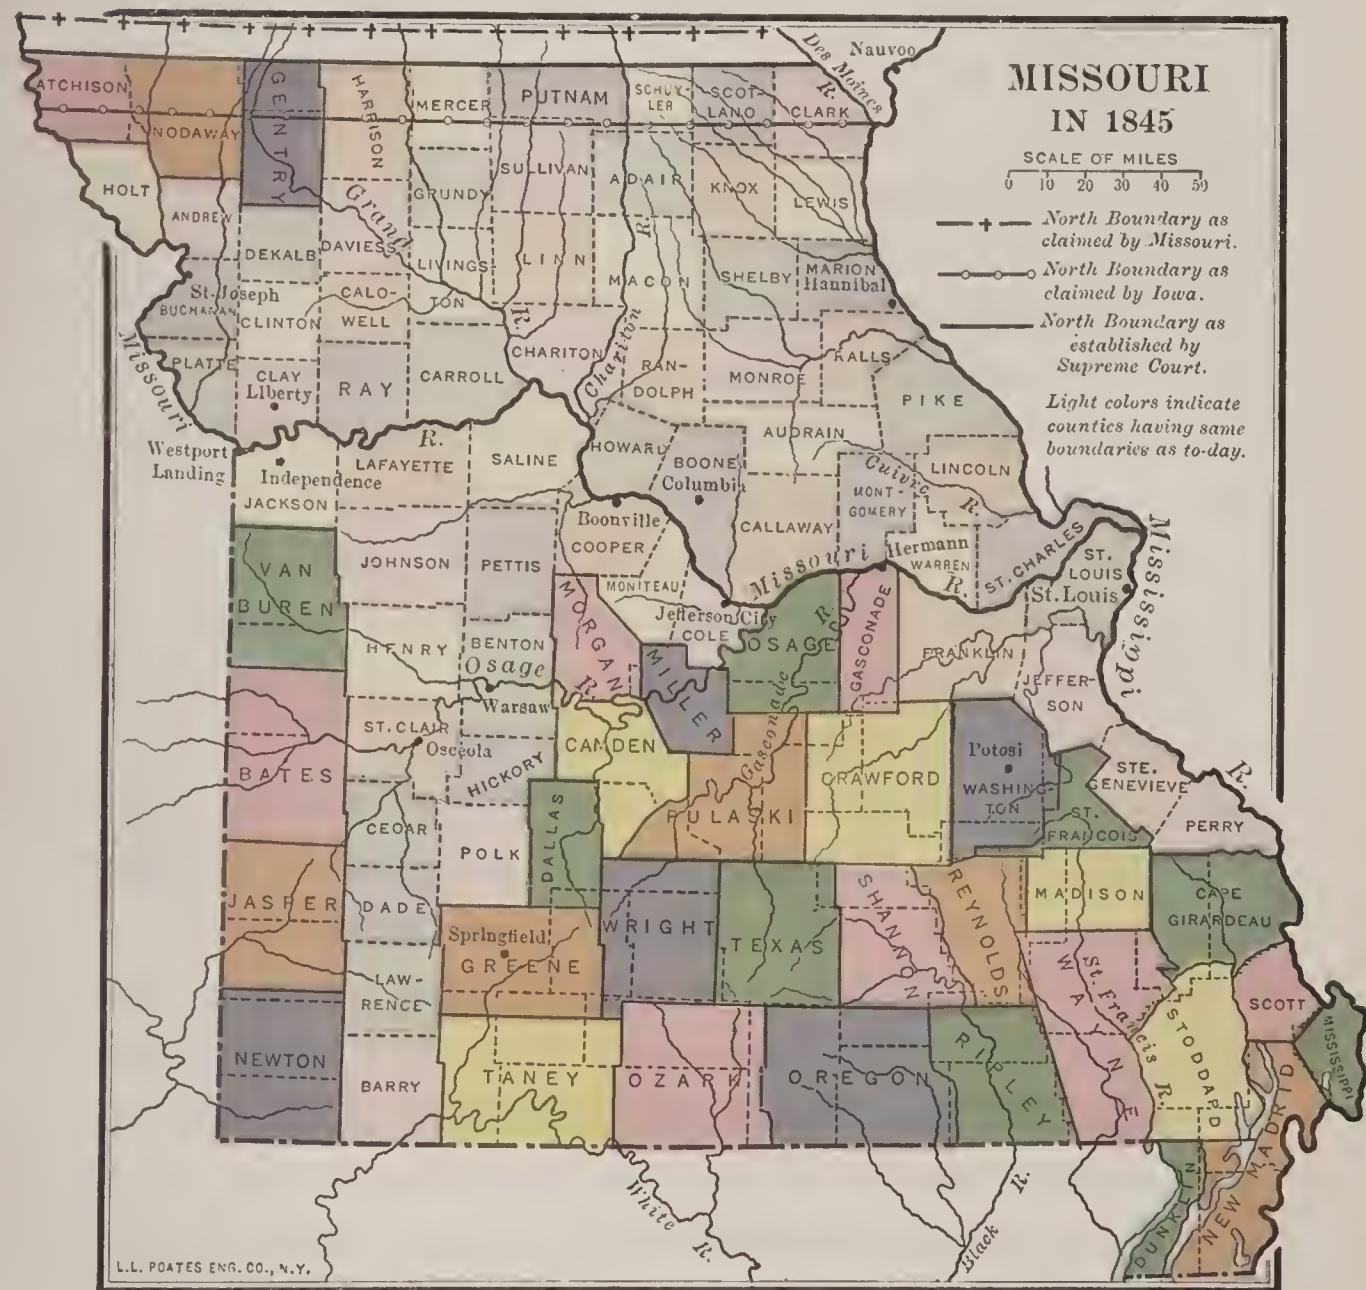 MISSOURI
IN 1845
SCALE OF MILES
0 10 20 30 40 50
North Boundary as
claimed by Missouri.
North Boundary as
claimed by Iowa.
North Boundary as
established by
Supreme Court.
Light colors indicate
counties having same
boundaries as to-day.
Nauvoo
Des Moines
R.
ATCHISON
NODAWAY
GENTRY
HARRISON
MERCER
PUTNAM
SCHUY-
LER
SCOT-
LAND
CLARK
HOLT
ANDREW
DEKALB
DAVIESS
Grand
R.
GRUNDY
SULLIVAN
ADAIR
KNOX
LEWIS
LIVINGS-
TON
LINN
MACON
SHELBY
MARION
Hannibal
St. Joseph
BUCHANAN
CLINTON
CALD-
WELL
CHARITON
Chariton
R.
RAN-
DOLPH
MONROE
RALLS
PLATTE
CLAY
Liberty
RAY
CARROLL
PIKE
Missouri
R.
Westport
Landing
Independence
JACKSON
LAFAYETTE
SALINE
HOWARD
BOONE
Columbia
AUDRAIN
Cuivre
R.
LINCOLN
MONT-
GOMERY
CALLAWAY
Boonville
COOPER
Hermann
WARREN
ST. CHARLES
ST.
LOUIS
St. Louis
Mississippi
R.
VAN
BUREN
JOHNSON
PETTIS
MONITEAU
MORGAN
Missouri
R.
Jefferson City
COLE
OSAGE
R.
GASCONADE
FRANKLIN
JEFFER-
SON
HENRY
BENTON
Osage
R.
Warsaw
MILLER
Gasconade
ST. CLAIR
Osceola
HICKORY
CAMDEN
PULASKI
CRAWFORD
Potosi
WASHING-
TON
STE.
GENEVIEVE
ST.
FRANCOIS
PERRY
BATES
CEDAR
POLK
DALLAS
JASPER
DADE
Springfield
GREENE
WRIGHT
TEXAS
SHANNON
REYNOLDS
MADISON
CAPE
GIRARDEAU
LAW-
RENCE
WAYNE
St. Francis
R.
STODDARD
SCOTT
MISSISSIPPI
NEWTON
BARRY
TANEY
OZARK
OREGON
RIPLEY
NEW MADRID
DUNKLIN
White
R.
Black
R.
L.L. POATES ENG. CO., N.Y.